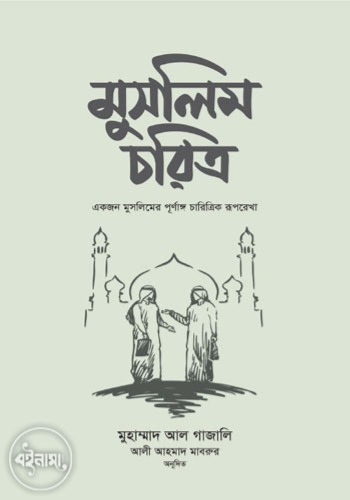 মুসলিম
চরিত্র
একজন মুসলিমের পূর্ণাঙ্গ চারিত্রিক রূপরেখা
মুহাম্মাদ আল গাজালি
আলী আহমাদ মাবরুর
অনূদিত
বইনামা